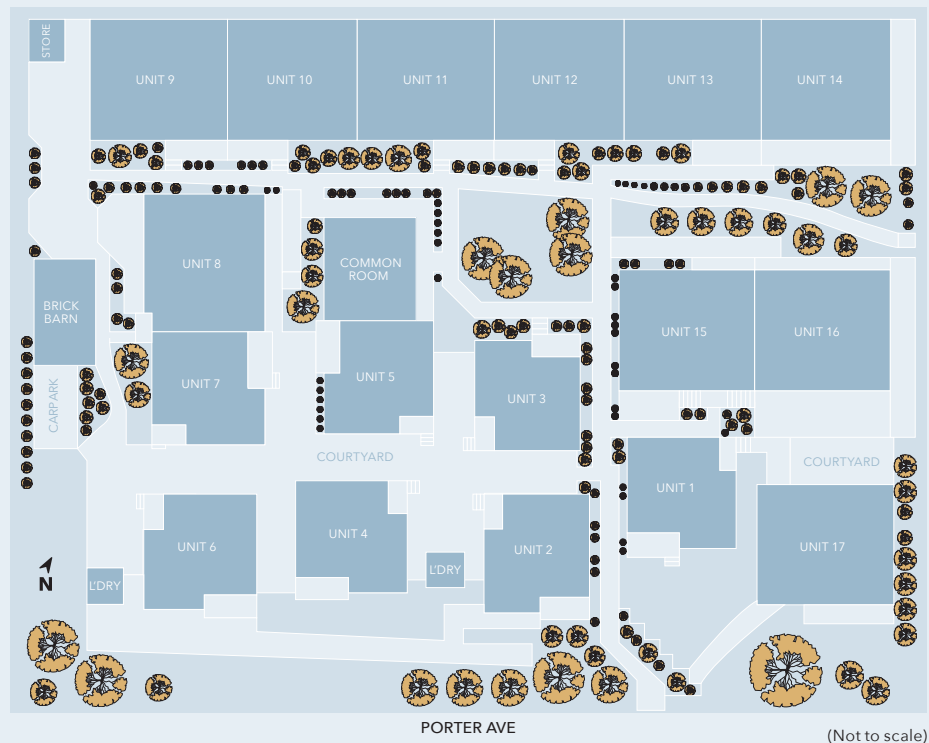 STORE
UNIT 9
UNIT 10
UNIT 11
UNIT 12
UNIT 13
UNIT 14
UNIT 8
COMMON
ROOM
BRICK
BARN
UNIT 15
UNIT 16
CARPARK
UNIT 7
UNIT 5
UNIT 3
COURTYARD
COURTYARD
UNIT 1
UNIT 6
UNIT 4
UNIT 2
UNIT 17
L'DRY
L'DRY
N
PORTER AVE
(Not to scale)